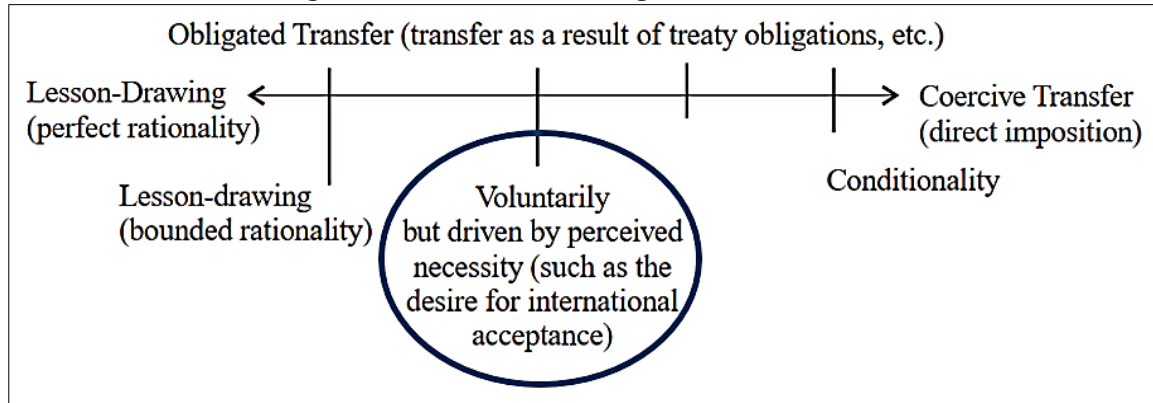 Obligated Transfer (transfer as a result of treaty obligations, etc.)
Lesson-Drawing
(perfect rationality)
Coercive Transfer
(direct imposition)
Lesson-drawing
(bounded rationality)
Voluntarily
but driven by perceived
necessity (such as the
desire for international
acceptance)
Conditionality